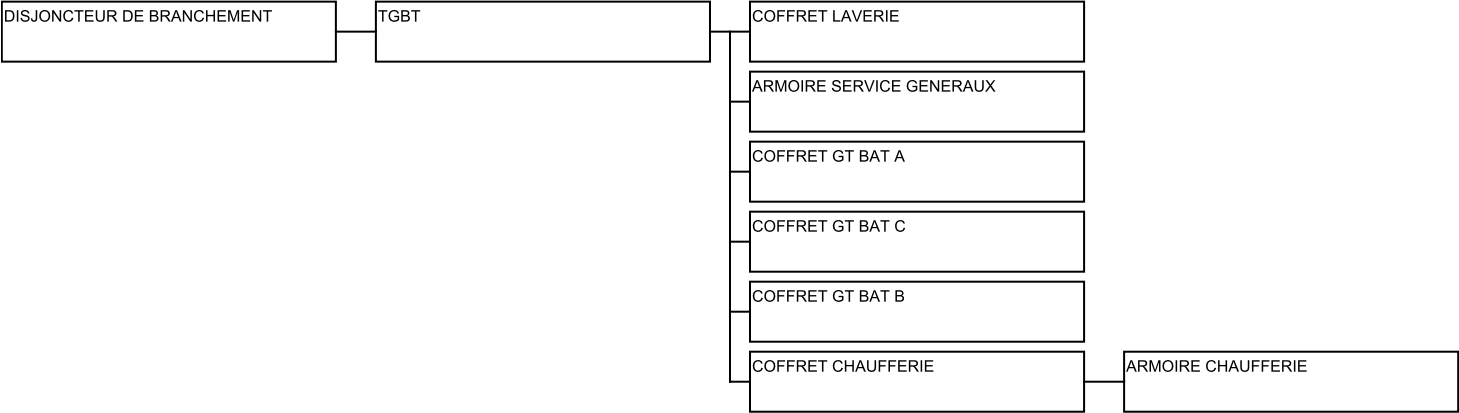 DISJONCTEUR DE BRANCHEMENT
TGBT
COFFRET LAVERIE
ARMOIRE SERVICE GENERAUX
COFFRET GT BAT A
COFFRET GT BAT C
COFFRET GT BAT B
COFFRET CHAUFFERIE
ARMOIRE CHAUFFERIE